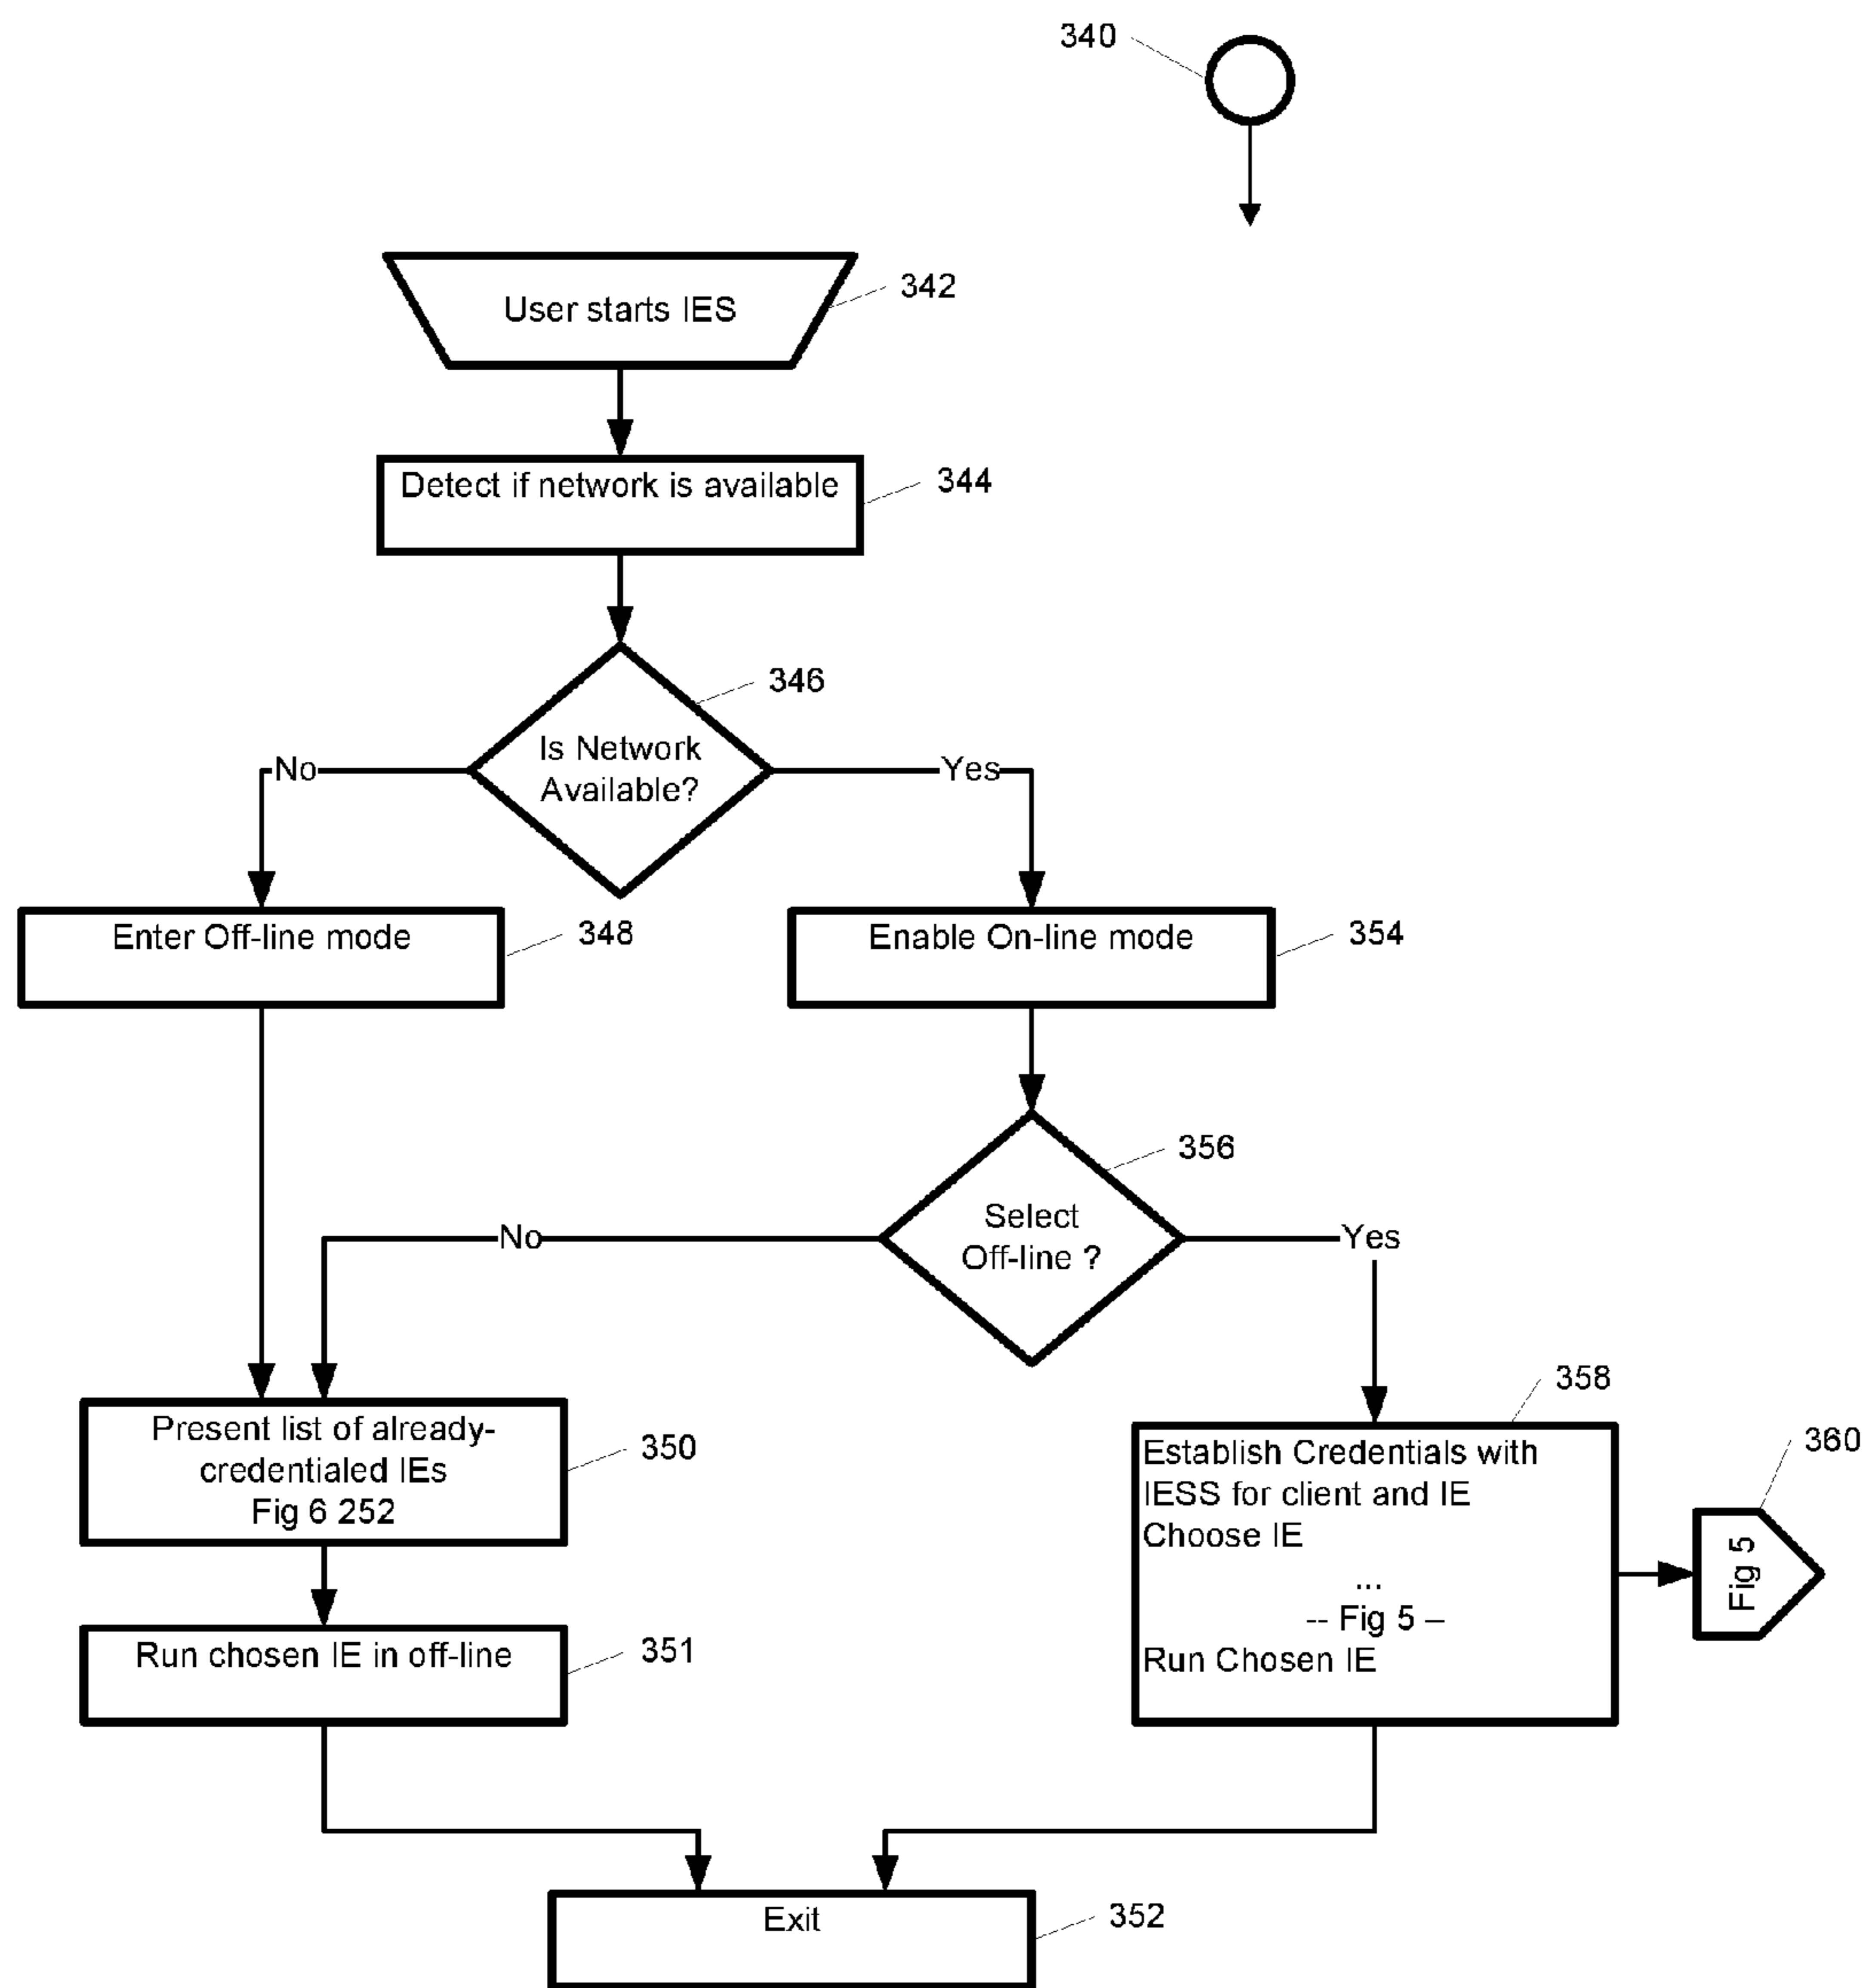 340
User starts IES
342
Detect if network is available
344
346
Is Network
Available?
No
Yes
Enter Off-line mode
348
Enable On-line mode
354
356
Select
Off-line ?
No
Yes
358
Present list of already-
credentialed IEs
Fig 6 252
350
Establish Credentials with
IESS for client and IE
Choose IE
...
-- Fig 5 –
Run Chosen IE
360
Fig 5
Run chosen IE in off-line
351
Exit
352